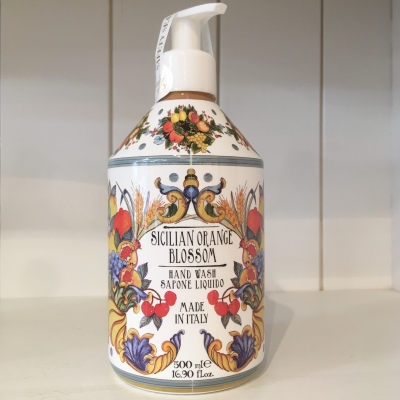 SICILIAN ORANGE
BLOSSOM
HAND WASH
SAPONE LIQUIDO
MADE
IN ITALY
500 ml e
16.90 fl.oz.